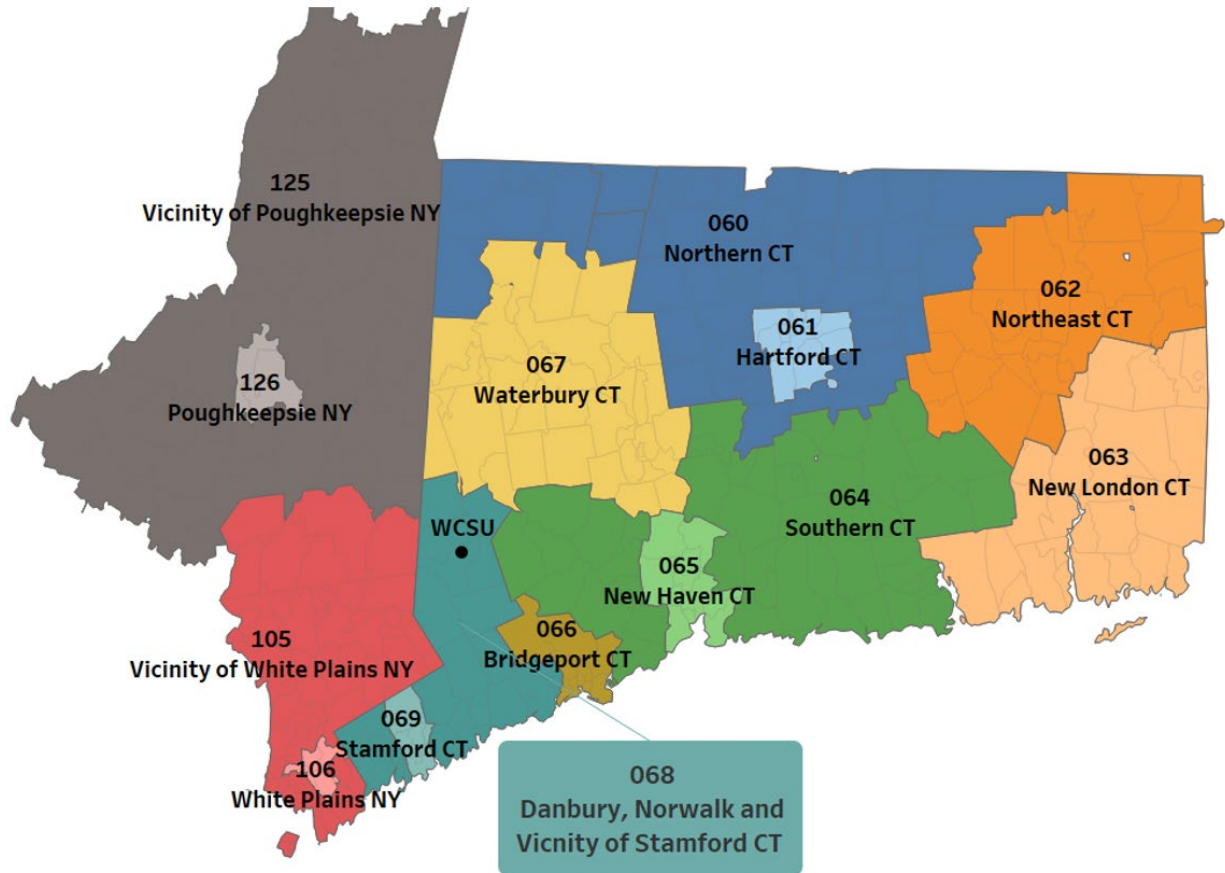 125
Vicinity of Poughkeepsie NY
060
Northern CT
062
Northeast CT
061
Hartford CT
067
Waterbury CT
126
Poughkeepsie NY
063
New London CT
064
Southern CT
WCSU
065
New Haven CT
066
Bridgeport CT
105
Vicinity of White Plains NY
069
Stamford CT
106
White Plains NY
068
Danbury, Norwalk and
Vicnity of Stamford CT